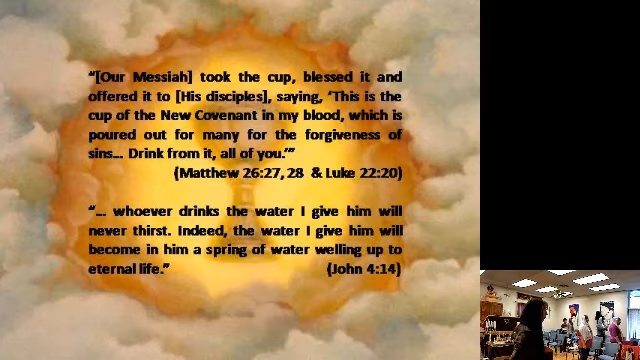 “[Our Messiah] took the cup, blessed it and
offered it to [His disciples], saying, ‘This is the
cup of the New Covenant in my blood, which is
poured out for many for the forgiveness of
sins... Drink from it, all of you.’”
(Matthew 26:27, 28 & Luke 22:20)
“... whoever drinks the water I give him will
never thirst. Indeed, the water I give him will
become in him a spring of water welling up to
eternal life.” (John 4:14)